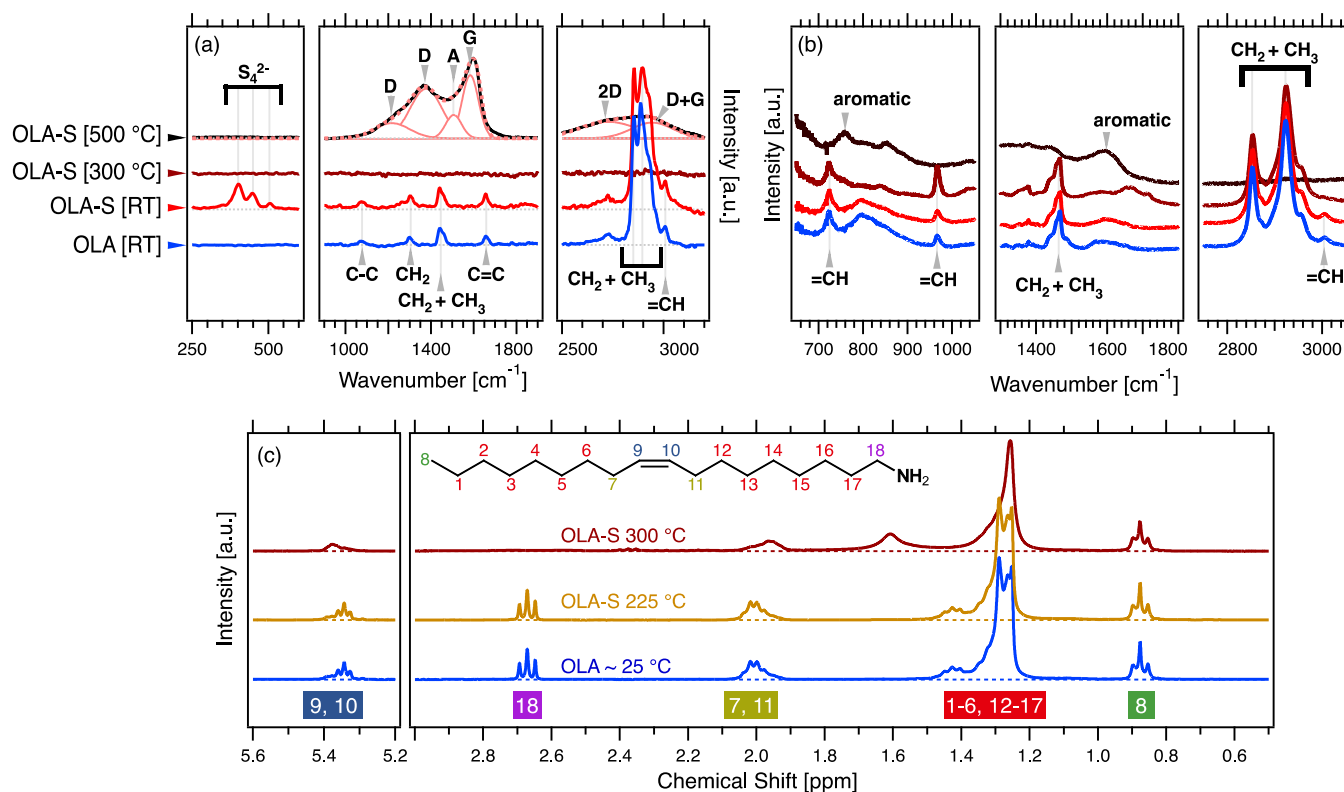 (a)
S₄²⁻
D
D
A
G
2D
D+G
OLA-S [500 °C]
OLA-S [300 °C]
OLA-S [RT]
OLA [RT]
C-C
CH₂
CH₂ + CH₃
C=C
CH₂ + CH₃
=CH
250
500
1000
1400
1800
2500
3000
Wavenumber [cm⁻¹]
Wavenumber [cm⁻¹]
Intensity [a.u.]
(b)
aromatic
aromatic
CH₂ + CH₃
Intensity [a.u.]
=CH
=CH
CH₂ + CH₃
=CH
700
800
900
1000
1400
1600
1800
2800
3000
Wavenumber [cm⁻¹]
Wavenumber [cm⁻¹]
(c)
8
2
4
6
9
10
12
14
16
18
1
3
5
7
11
13
15
17
NH₂
OLA-S 300 °C
OLA-S 225 °C
OLA ~ 25 °C
Intensity [a.u.]
9, 10
18
7, 11
1-6, 12-17
8
5.6
5.4
5.2
2.8
2.6
2.4
2.2
2.0
1.8
1.6
1.4
1.2
1.0
0.8
0.6
Chemical Shift [ppm]